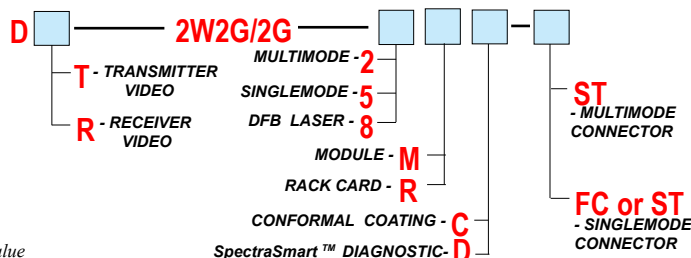 D 2W2G/2G
MULTIMODE - 2
T - TRANSMITTER
VIDEO
ST
SINGLEMODE - 5
- MULTIMODE
CONNECTOR
R - RECEIVER
VIDEO
DFB LASER - 8
MODULE - M
RACK CARD - R
FC or ST
- SINGLEMODE
CONNECTOR
CONFORMAL COATING - C
alue
SpectraSmart ™ DIAGNOSTIC- D